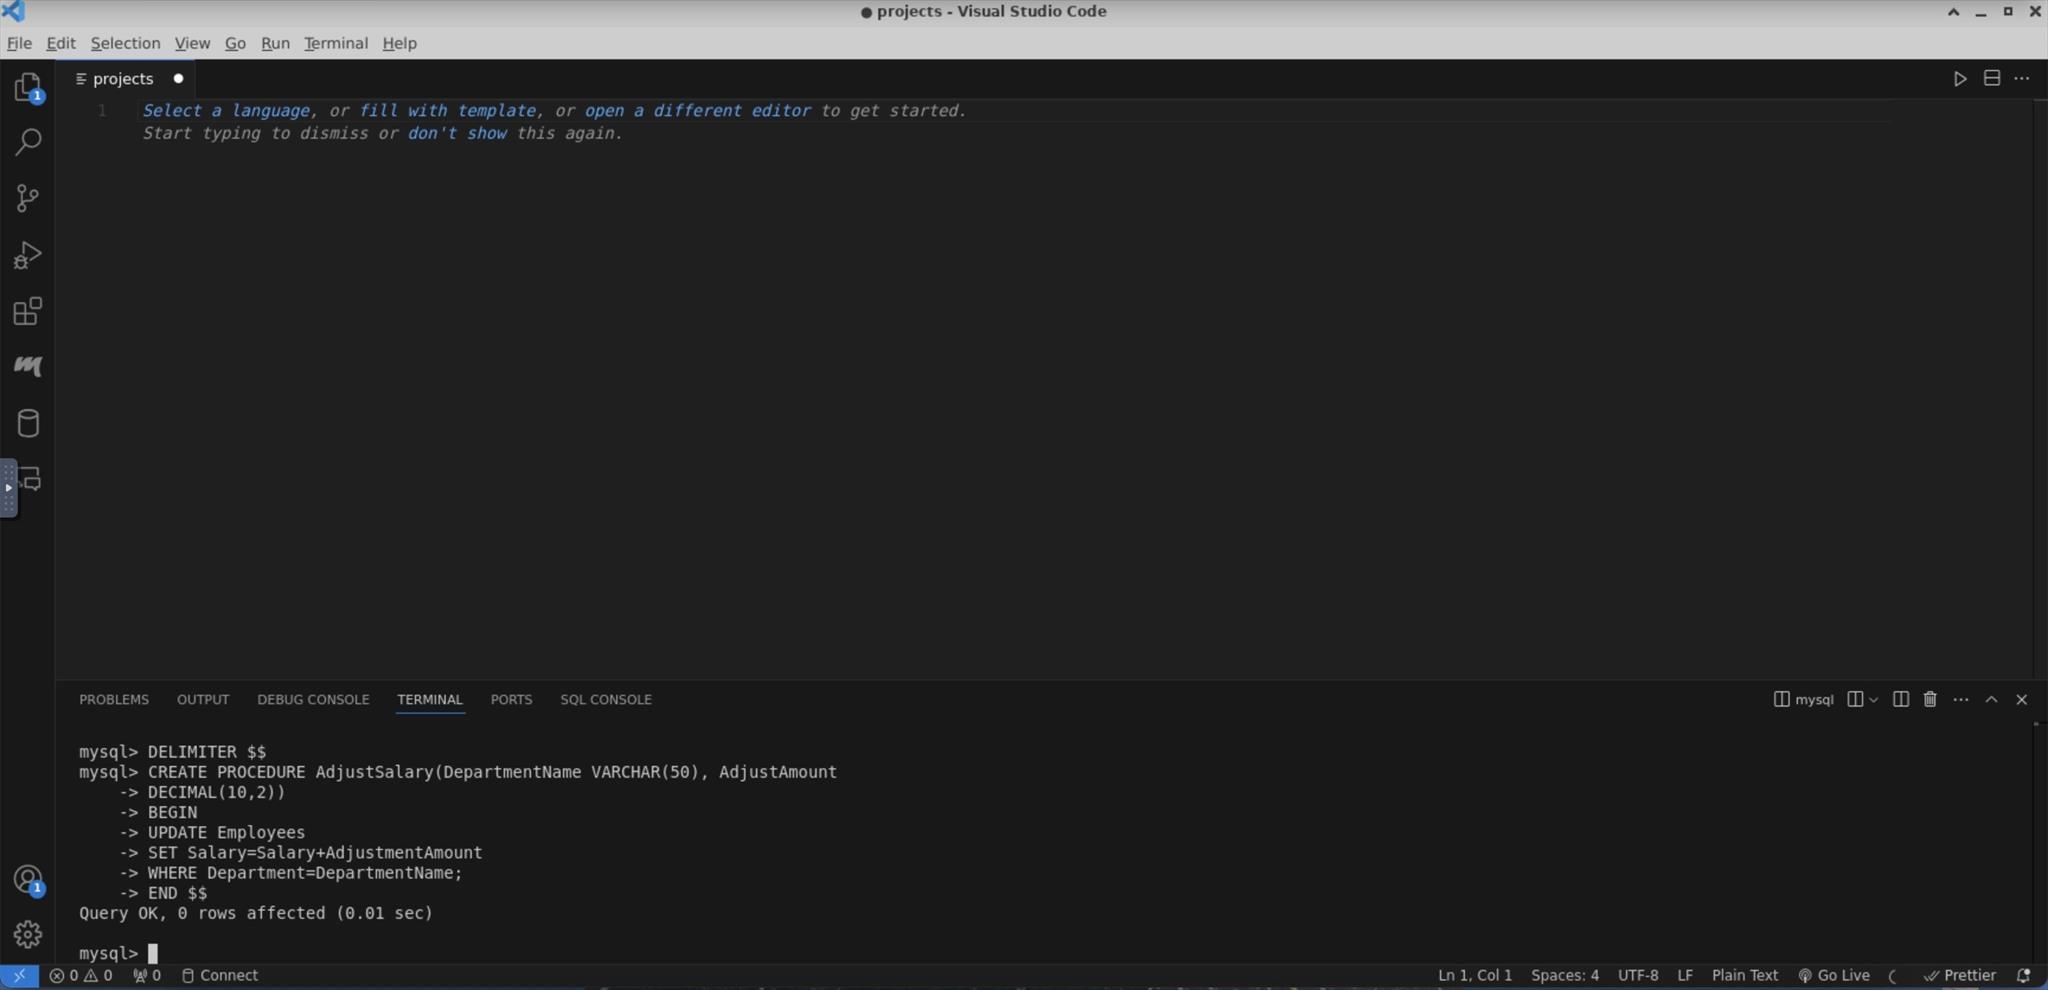 ● projects - Visual Studio Code
File Edit Selection View Go Run Terminal Help
1
projects
1 Select a language, or fill with template, or open a different editor to get started.
Start typing to dismiss or don't show this again.
PROBLEMS OUTPUT DEBUG CONSOLE TERMINAL PORTS SQL CONSOLE mysql
mysql> DELIMITER $$
mysql> CREATE PROCEDURE AdjustSalary(DepartmentName VARCHAR(50), AdjustAmount
-> DECIMAL(10,2))
-> BEGIN
-> UPDATE Employees
-> SET Salary=Salary+AdjustmentAmount
-> WHERE Department=DepartmentName;
-> END $$
Query OK, 0 rows affected (0.01 sec)
mysql>
1
0 0 0 Connect Ln 1, Col 1 Spaces: 4 UTF-8 LF Plain Text Go Live Prettier